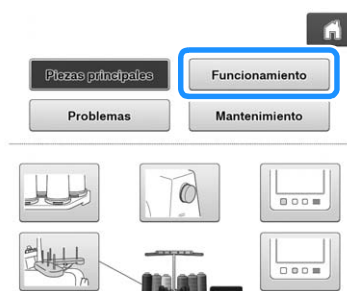 Piezas principales
Funcionamiento
Problemas
Mantenimiento